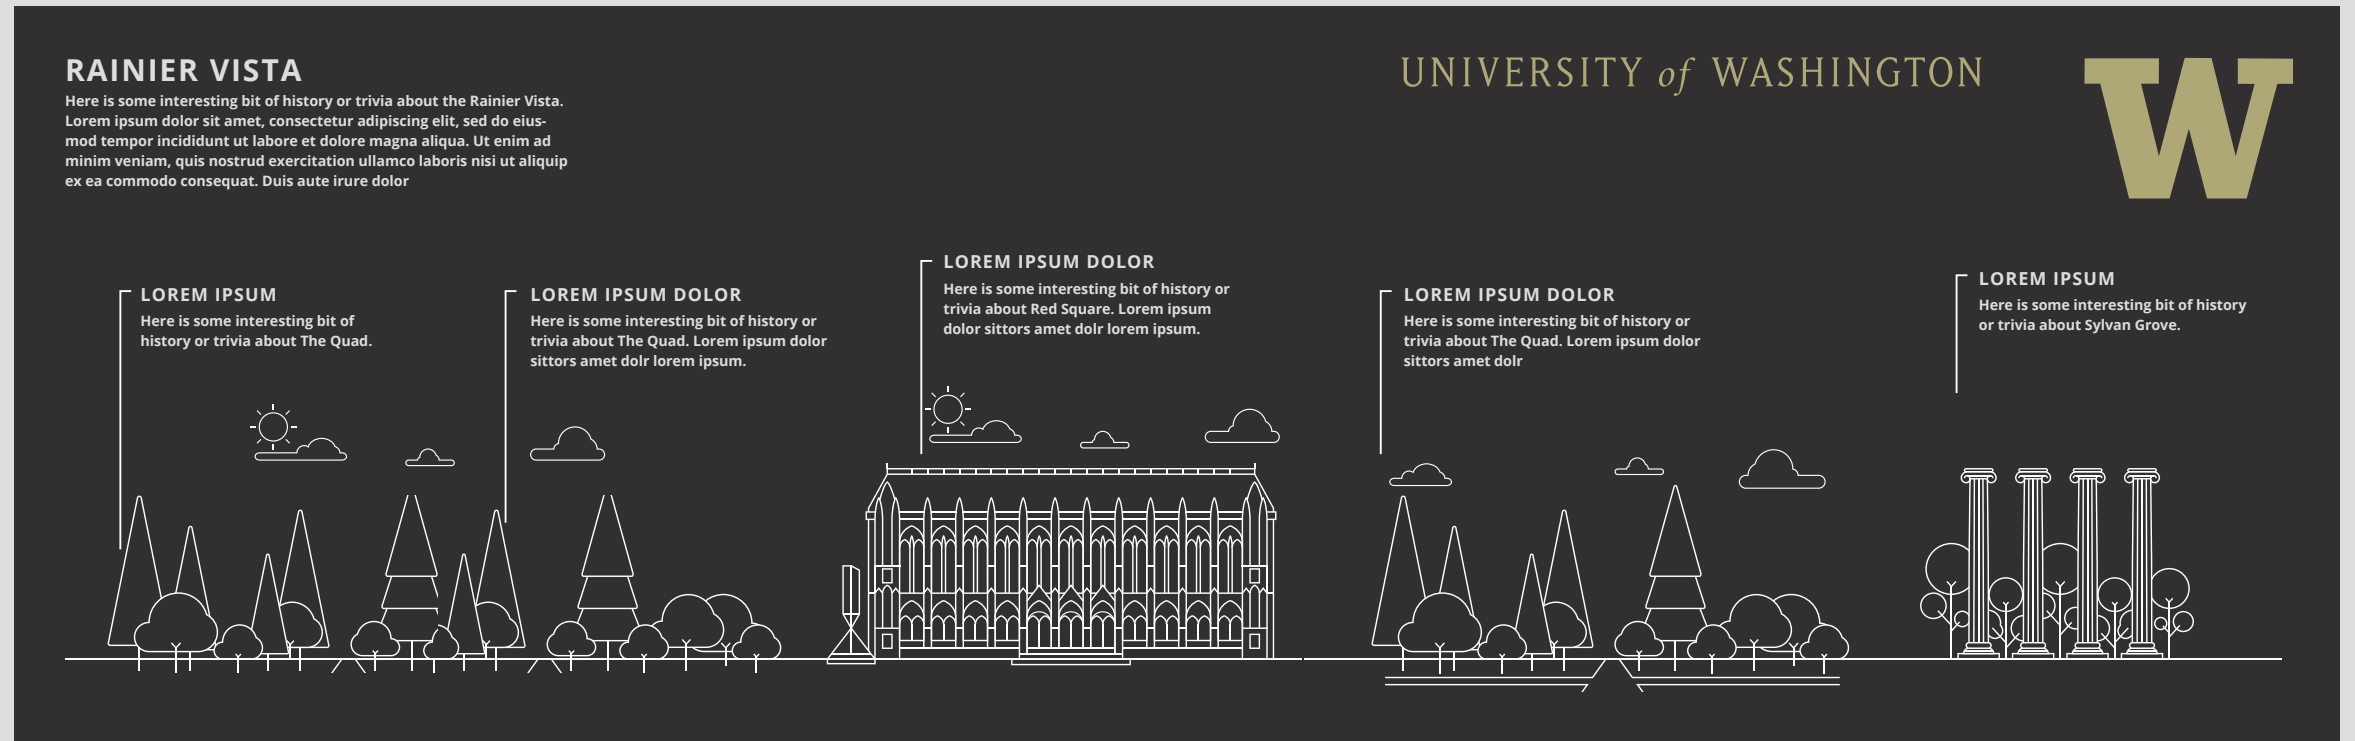 RAINIER VISTA
Here is some interesting bit of history or trivia about the Rainier Vista.
Lorem ipsum dolor sit amet, consectetur adipiscing elit, sed do eius-
mod tempor incididunt ut labore et dolore magna aliqua. Ut enim ad
minim veniam, quis nostrud exercitation ullamco laboris nisi ut aliquip
ex ea commodo consequat. Duis aute irure dolor
UNIVERSITY of WASHINGTON
W
LOREM IPSUM
Here is some interesting bit of
history or trivia about The Quad.
LOREM IPSUM DOLOR
Here is some interesting bit of history or
trivia about The Quad. Lorem ipsum dolor
sittors amet dolr lorem ipsum.
LOREM IPSUM DOLOR
Here is some interesting bit of history or
trivia about Red Square. Lorem ipsum
dolor sittors amet dolr lorem ipsum.
LOREM IPSUM DOLOR
Here is some interesting bit of history or
trivia about The Quad. Lorem ipsum dolor
sittors amet dolr
LOREM IPSUM
Here is some interesting bit of history
or trivia about Sylvan Grove.